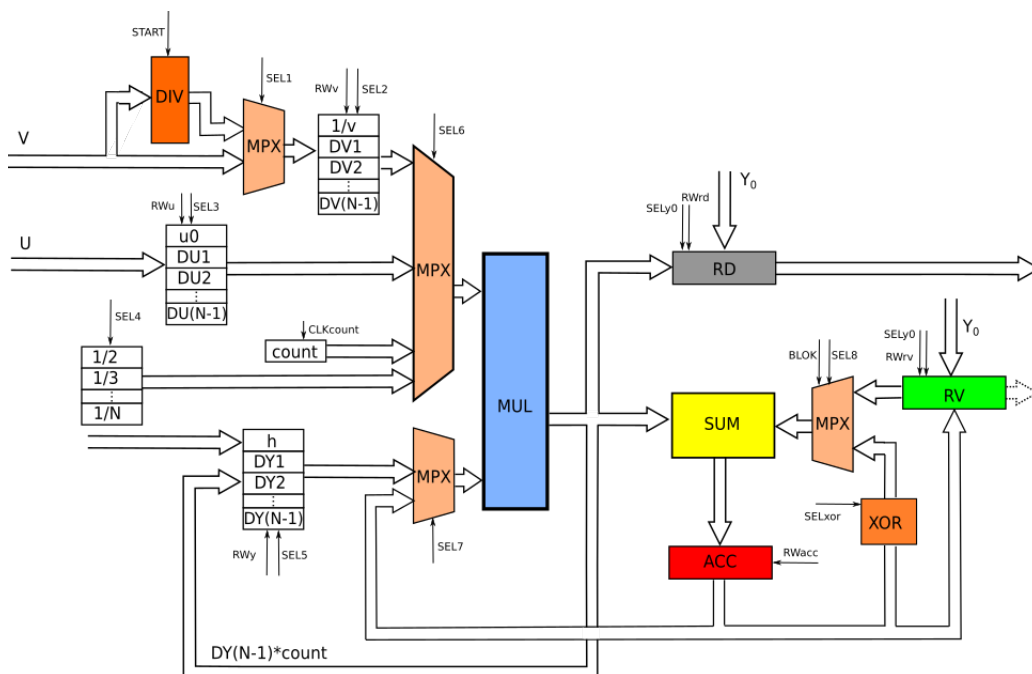 START
DIV
SEL1
RWv
SEL2
V
MPX
1/v
DV1
DV2
DV(N-1)
SEL6
RWu
SEL3
U
u0
DU1
DU2
DU(N-1)
MPX
SELy0
RWrd
Y0
RD
SEL4
1/2
1/3
1/N
CLKcount
count
MUL
BLOK
SEL8
SELy0
RWrv
Y0
RV
SUM
MPX
h
DY1
DY2
DY(N-1)
RWy
SEL5
MPX
SEL7
SELxor
XOR
ACC
RWacc
DY(N-1)*count